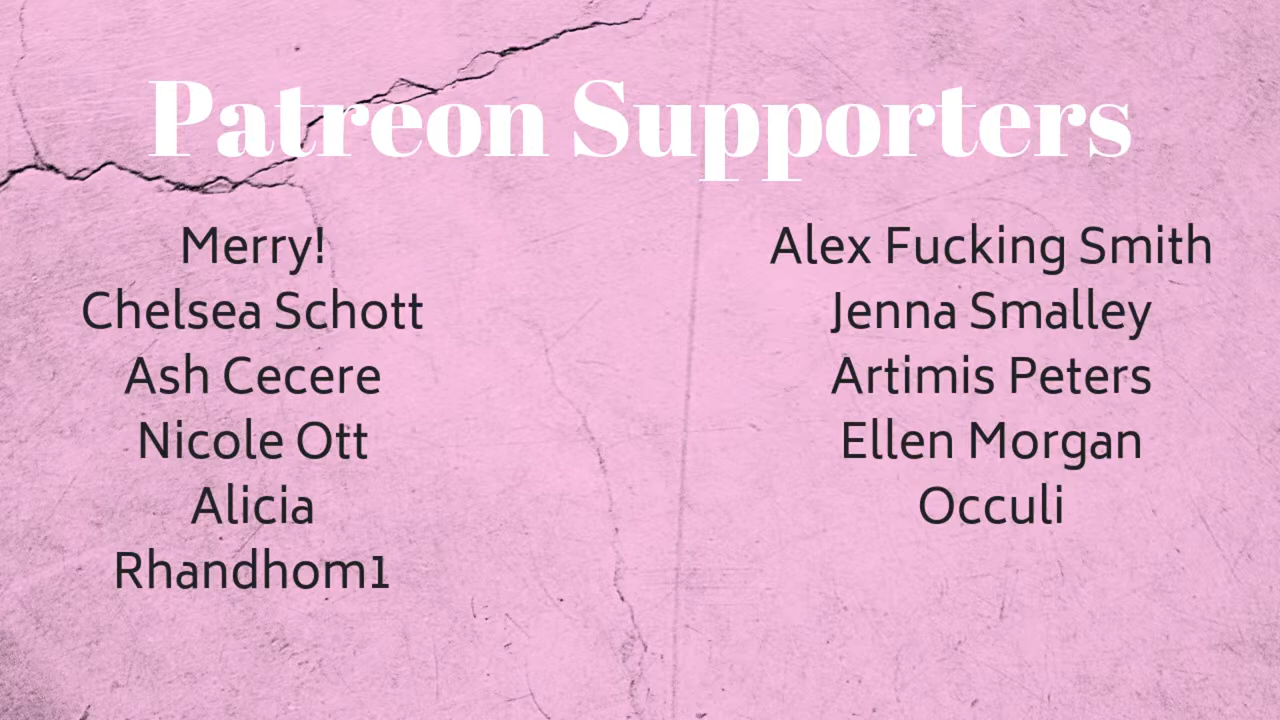 Patreon Supporters
Merry!
Chelsea Schott
Ash Cecere
Nicole Ott
Alicia
Rhandhom1
Alex Fucking Smith
Jenna Smalley
Artimis Peters
Ellen Morgan
Occuli